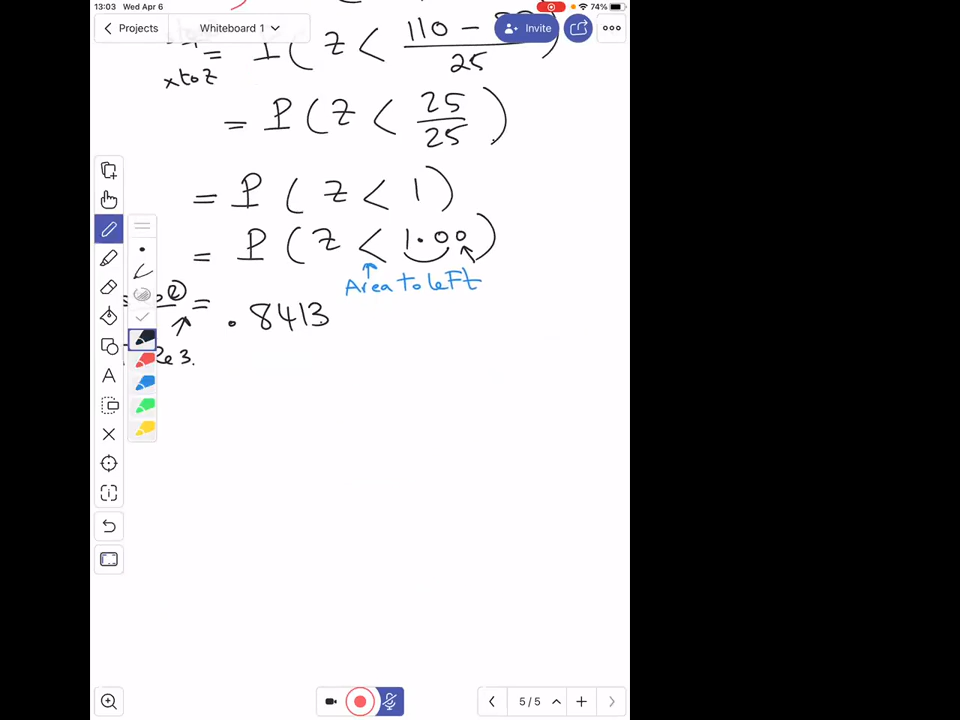 13:03 Wed Apr 6
74%
Projects
Whiteboard 1
Invite
= P ( Z < 110 -
25
x to z
= P ( Z < 25 / 25 )
= P ( Z < 1 )
= P ( Z < 1.00 )
Area to left
= .8413
3.
A
5/5